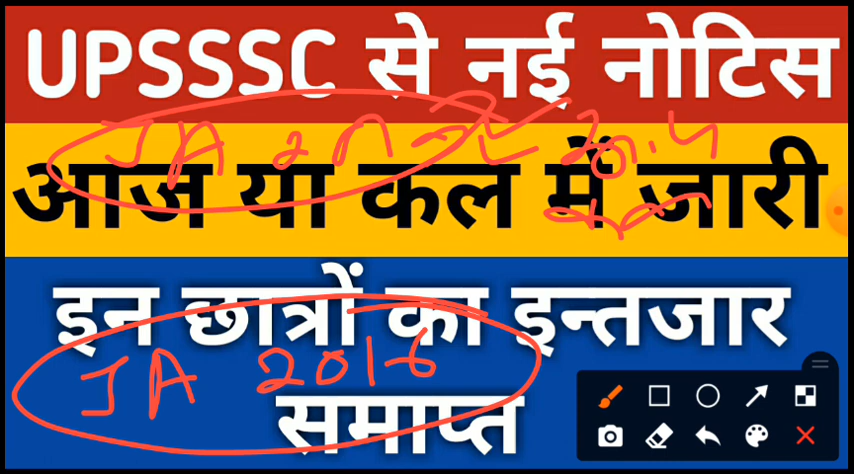 UPSSSC से नई नोटिस
आज या कल में जारी
इन छात्रों का इन्तजार
JA 2016
समाप्त